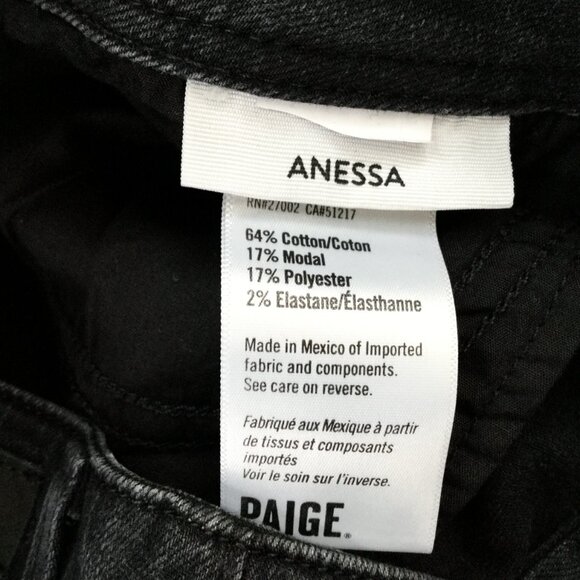 ANESSA
RN#27002 CA#51217
64% Cotton/Coton
17% Modal
17% Polyester
2% Elastane/Élasthanne
Made in Mexico of Imported
fabric and components.
See care on reverse.
Fabriqué aux Mexique à partir
de tissus et composants
importés
Voir le soin sur l'inverse.
PAIGE®